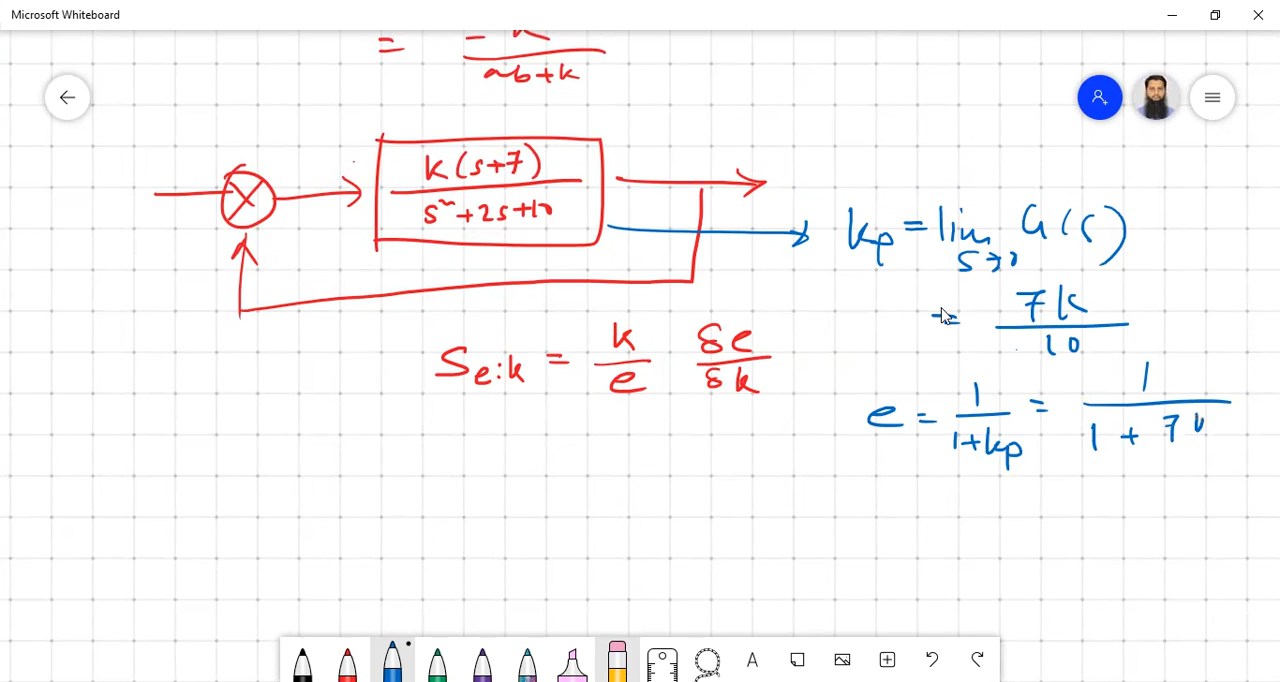 Microsoft Whiteboard
= -K
ab+k
K(s+7)
s²+2s+10
Kp = lim G(s)
s→0
= 7k
10
S e:k = k/e δe/δk
e = 1/1+kp = 1/1 + 7k
A